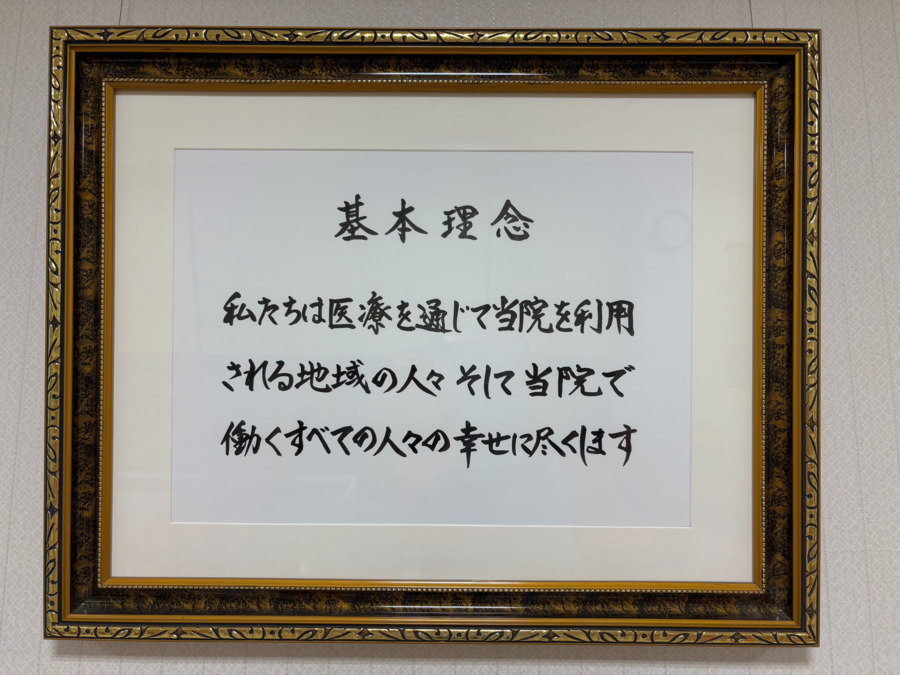 基本理念
私たちは医療を通じて当院を利用
される地域の人々 そして当院で
働くすべての人々の幸せに尽くします